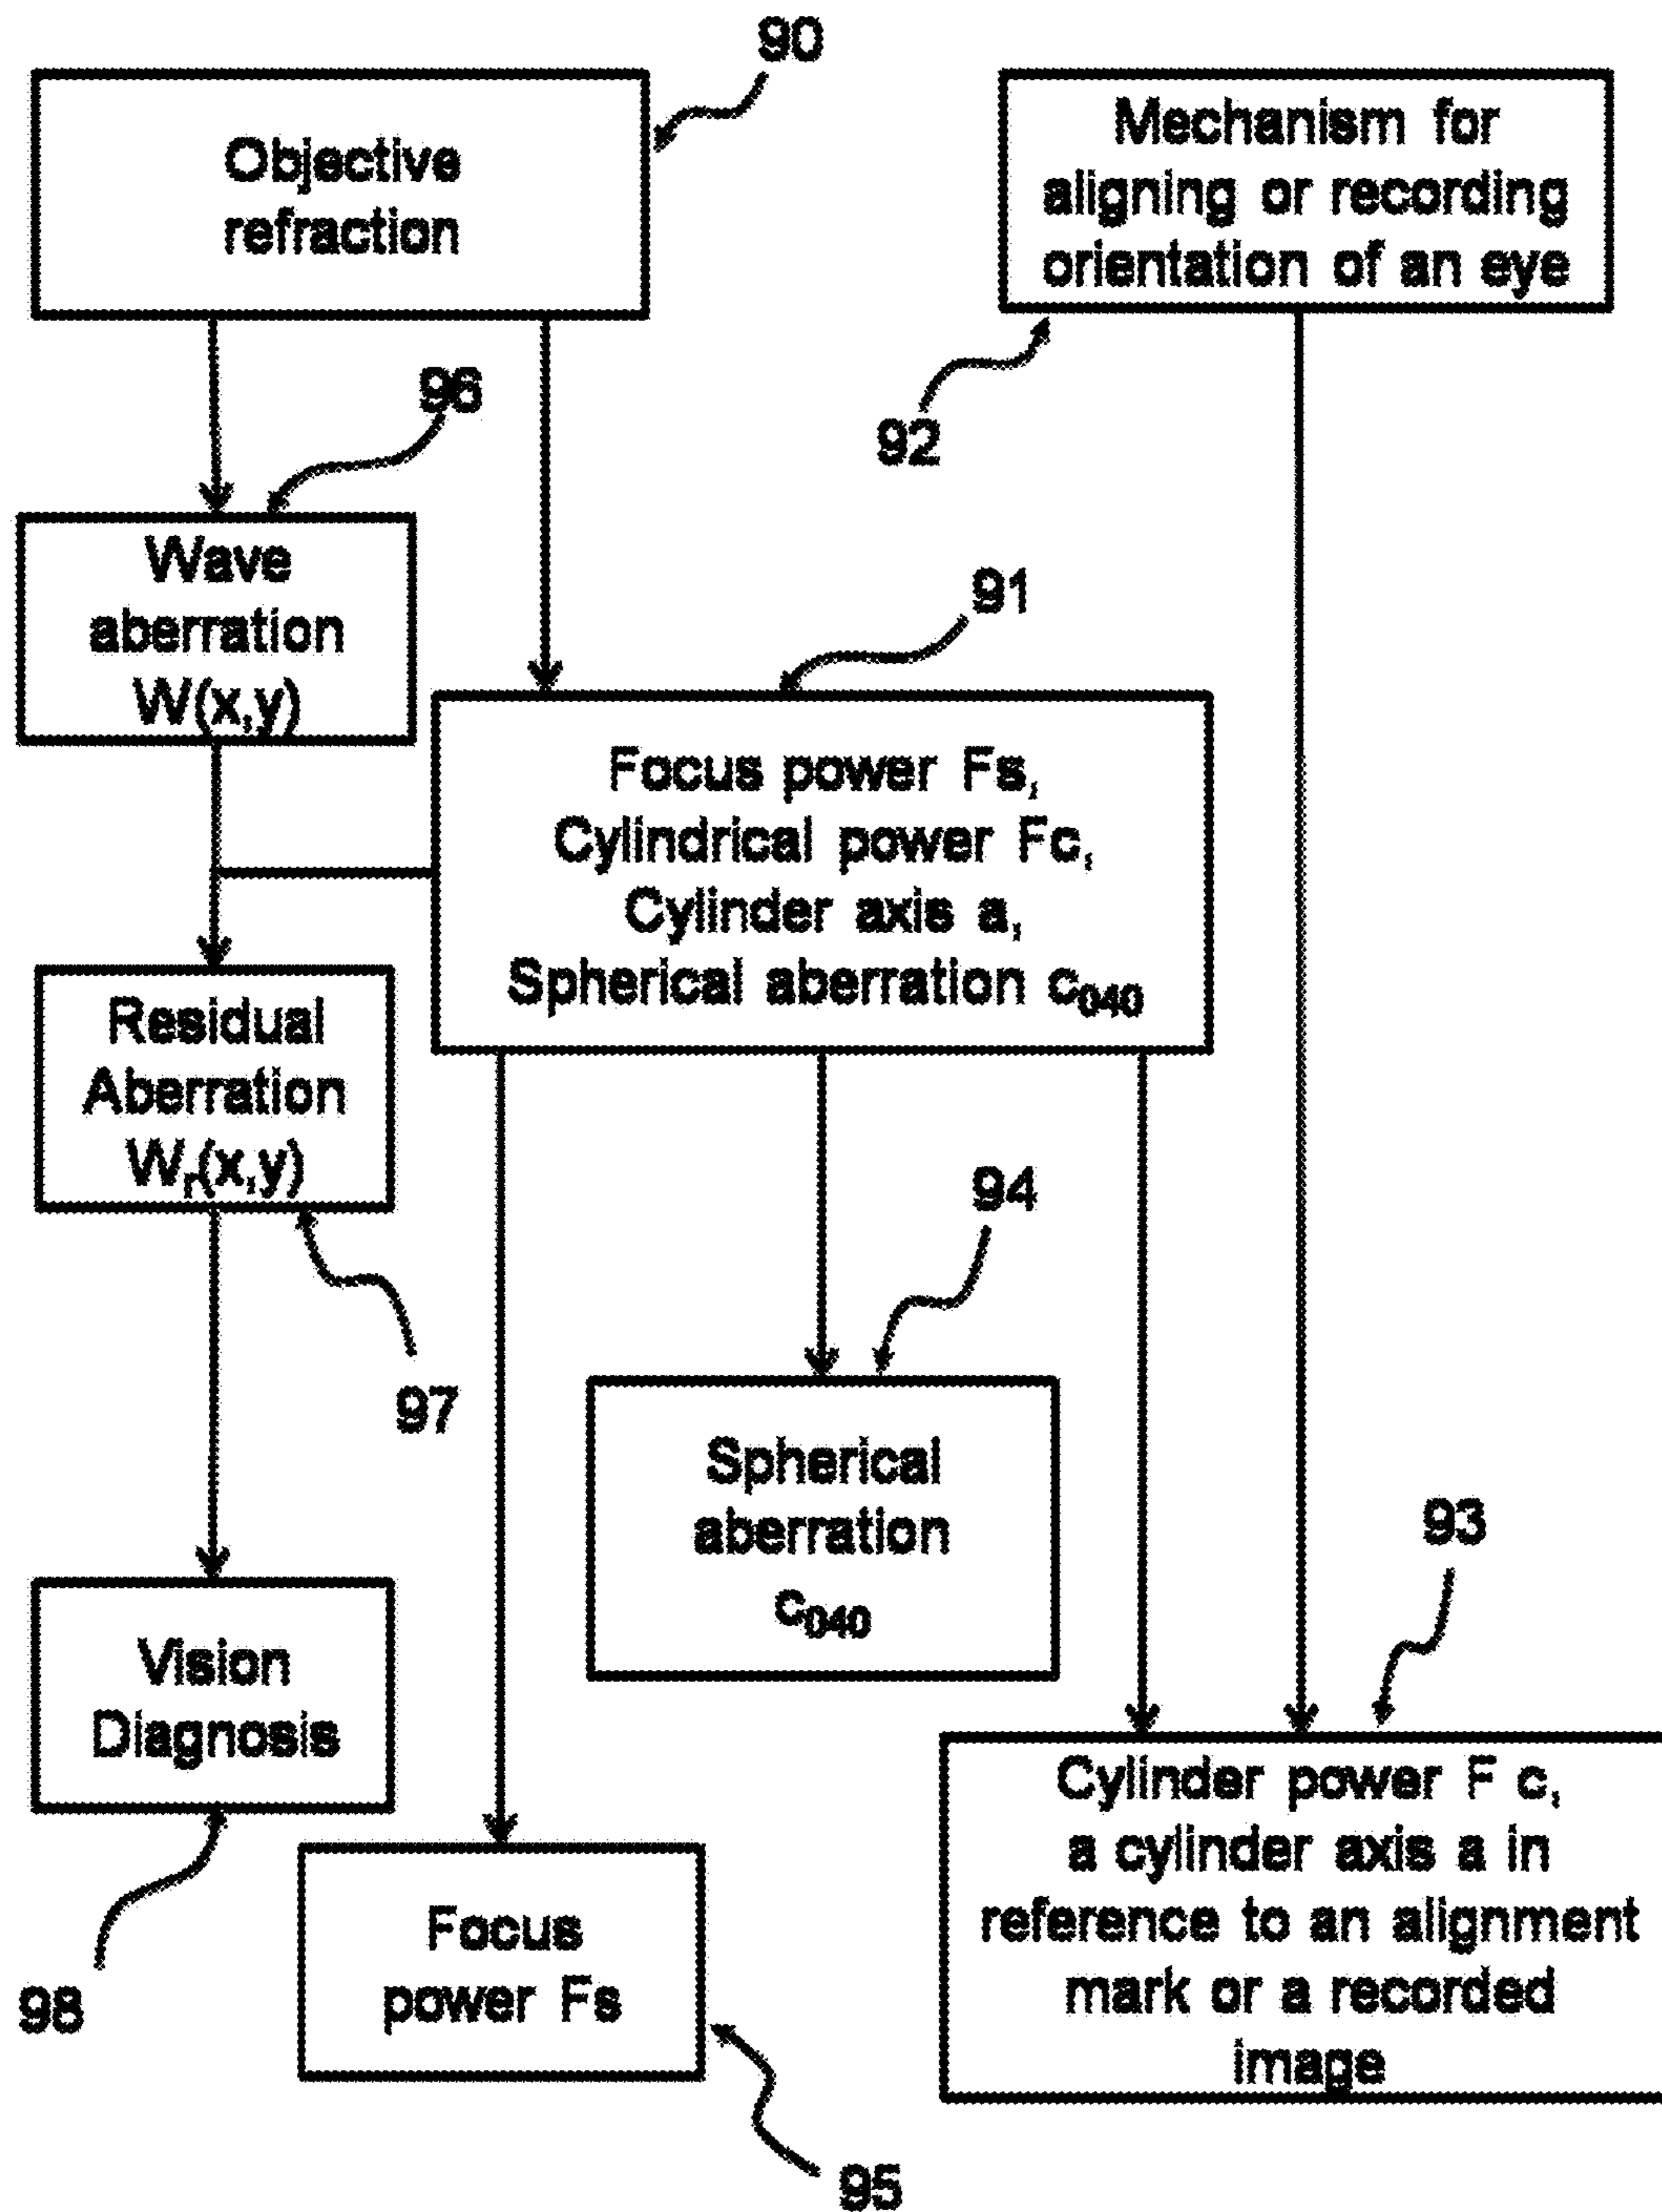 90
Objective
refraction
Mechanism for
aligning or recording
orientation of an eye
96
92
Wave
aberration
W(x,y)
91
Focus power Fs,
Cylindrical power Fc,
Cylinder axis a,
Spherical aberration c₀₄₀
Residual
Aberration
Wᵣ(x,y)
94
97
Spherical
aberration
c₀₄₀
93
Vision
Diagnosis
Cylinder power F c,
a cylinder axis a in
reference to an alignment
mark or a recorded
image
Focus
power Fs
98
95